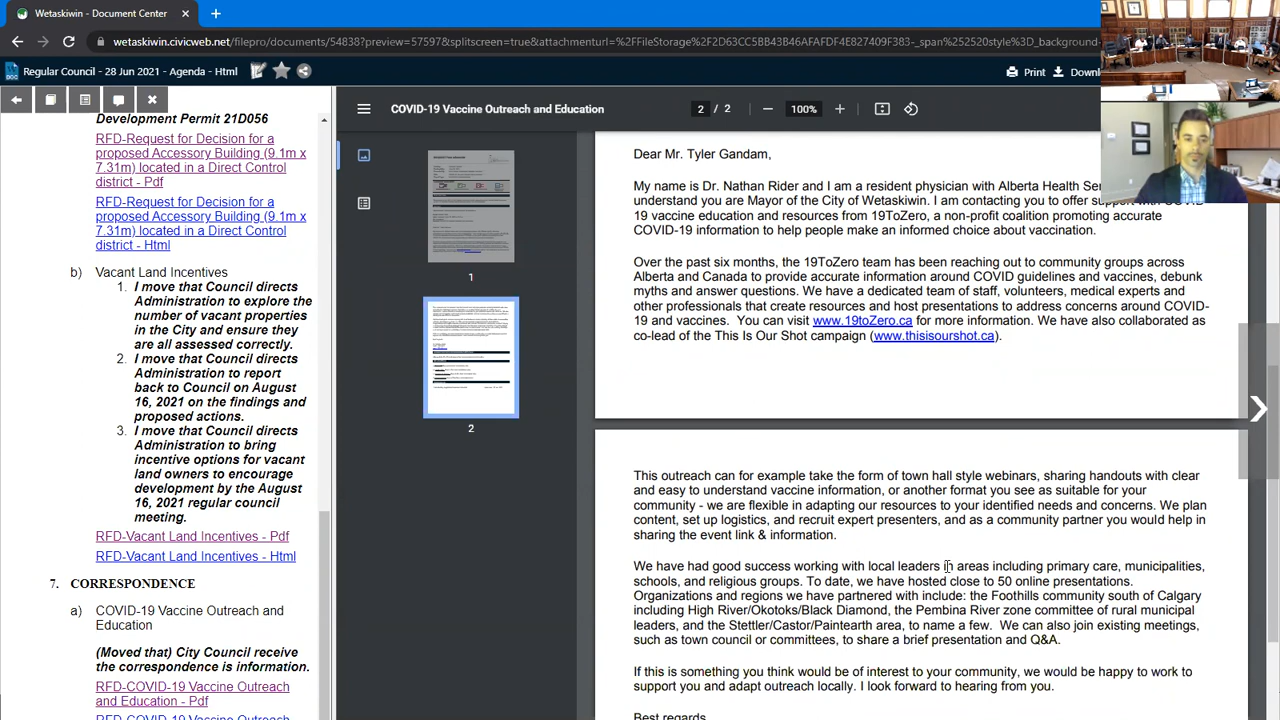 Wetaskiwin - Document Center
wetaskiwin.civicweb.net/filepro/documents/54838?preview=57597&splitscreen=true
Regular Council - 28 Jun 2021 - Agenda - Html
Print
Downl
COVID-19 Vaccine Outreach and Education
2 / 2
100%
Development Permit 21D056
RFD-Request for Decision for a
proposed Accessory Building (9.1m x
7.31m) located in a Direct Control
district - Pdf
RFD-Request for Decision for a
proposed Accessory Building (9.1m x
7.31m) located in a Direct Control
district - Html
b) Vacant Land Incentives
1. I move that Council directs
Administration to explore the
number of vacant properties
in the City and ensure they
are all assessed correctly.
2. I move that Council directs
Administration to report
back to Council on August
16, 2021 on the findings and
proposed actions.
3. I move that Council directs
Administration to bring
incentive options for vacant
land owners to encourage
development by the August
16, 2021 regular council
meeting.
RFD-Vacant Land Incentives - Pdf
RFD-Vacant Land Incentives - Html
7. CORRESPONDENCE
a) COVID-19 Vaccine Outreach and
Education
(Moved that) City Council receive
the correspondence is information.
RFD-COVID-19 Vaccine Outreach
and Education - Pdf
RFD-COVID-19 Vaccine Outreach
1
2
Dear Mr. Tyler Gandam,
My name is Dr. Nathan Rider and I am a resident physician with Alberta Health Ser
understand you are Mayor of the City of Wetaskiwin. I am contacting you to offer support with COVID-
19 vaccine education and resources from 19ToZero, a non-profit coalition promoting accurate
COVID-19 information to help people make an informed choice about vaccination.
Over the past six months, the 19ToZero team has been reaching out to community groups across
Alberta and Canada to provide accurate information around COVID guidelines and vaccines, debunk
myths and answer questions. We have a dedicated team of staff, volunteers, medical experts and
other professionals that create resources and host presentations to address concerns around COVID-
19 and vaccines. You can visit www.19toZero.ca for more information. We have also collaborated as
co-lead of the This Is Our Shot campaign (www.thisisourshot.ca).
This outreach can for example take the form of town hall style webinars, sharing handouts with clear
and easy to understand vaccine information, or another format you see as suitable for your
community - we are flexible in adapting our resources to your identified needs and concerns. We plan
content, set up logistics, and recruit expert presenters, and as a community partner you would help in
sharing the event link & information.
We have had good success working with local leaders in areas including primary care, municipalities,
schools, and religious groups. To date, we have hosted close to 50 online presentations.
Organizations and regions we have partnered with include: the Foothills community south of Calgary
including High River/Okotoks/Black Diamond, the Pembina River zone committee of rural municipal
leaders, and the Stettler/Castor/Paintearth area, to name a few. We can also join existing meetings,
such as town council or committees, to share a brief presentation and Q&A.
If this is something you think would be of interest to your community, we would be happy to work to
support you and adapt outreach locally. I look forward to hearing from you.
Best regards